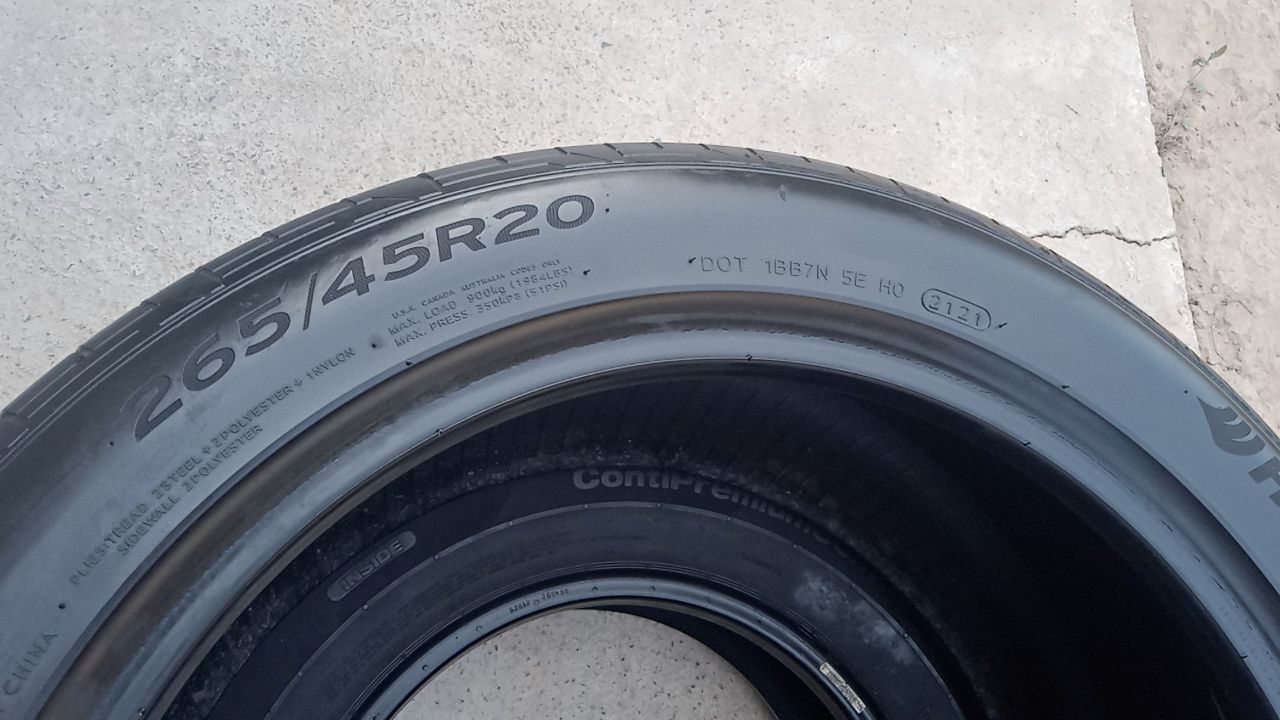 265/45R20
U.S.A. CANADA AUSTRALIA CODES ONLY
MAX. LOAD 900kg (1984LBS)
MAX. PRESS. 350kPa (51PSI)
DOT 1BB7N 5E H0 2121
PLIES:TREAD 2STEEL + 2POLYESTER + 1NYLON
SIDEWALL 2POLYESTER
CHINA
H
ContiPremium
INSIDE